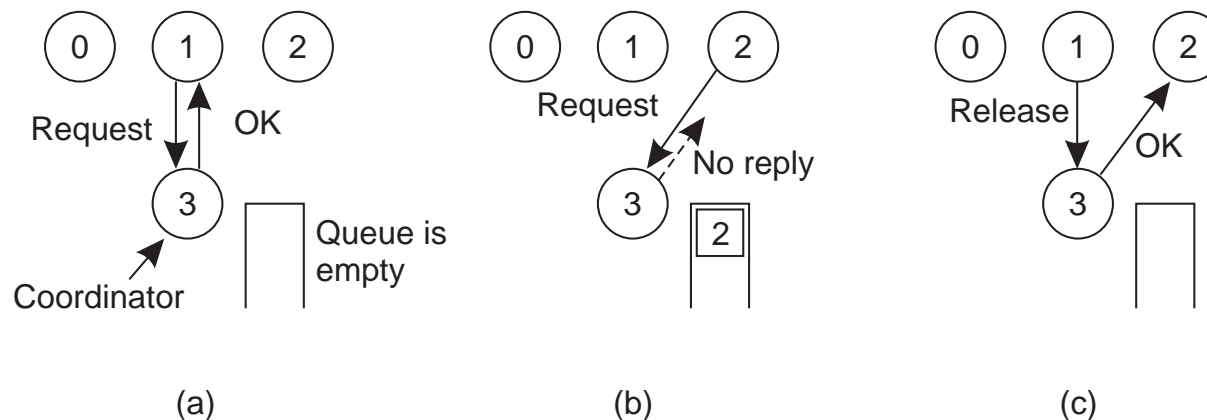 0 1 2
Request OK
3
Coordinator
Queue is
empty
(a)
0 1 2
Request
No reply
3
2
(b)
0 1 2
Release
OK
3
(c)